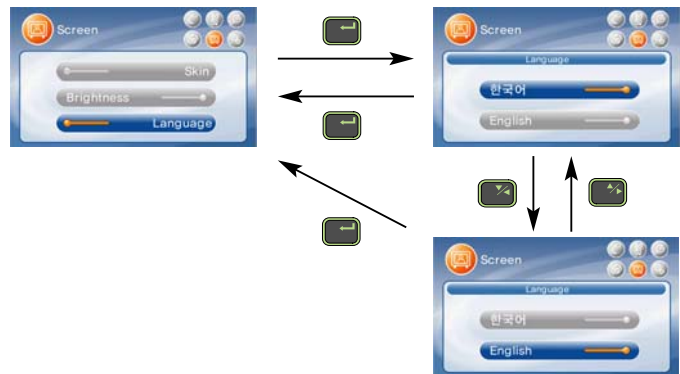 Screen
Skin
Brightness
Language
Screen
Language
한국어
English
Screen
Language
한국어
English